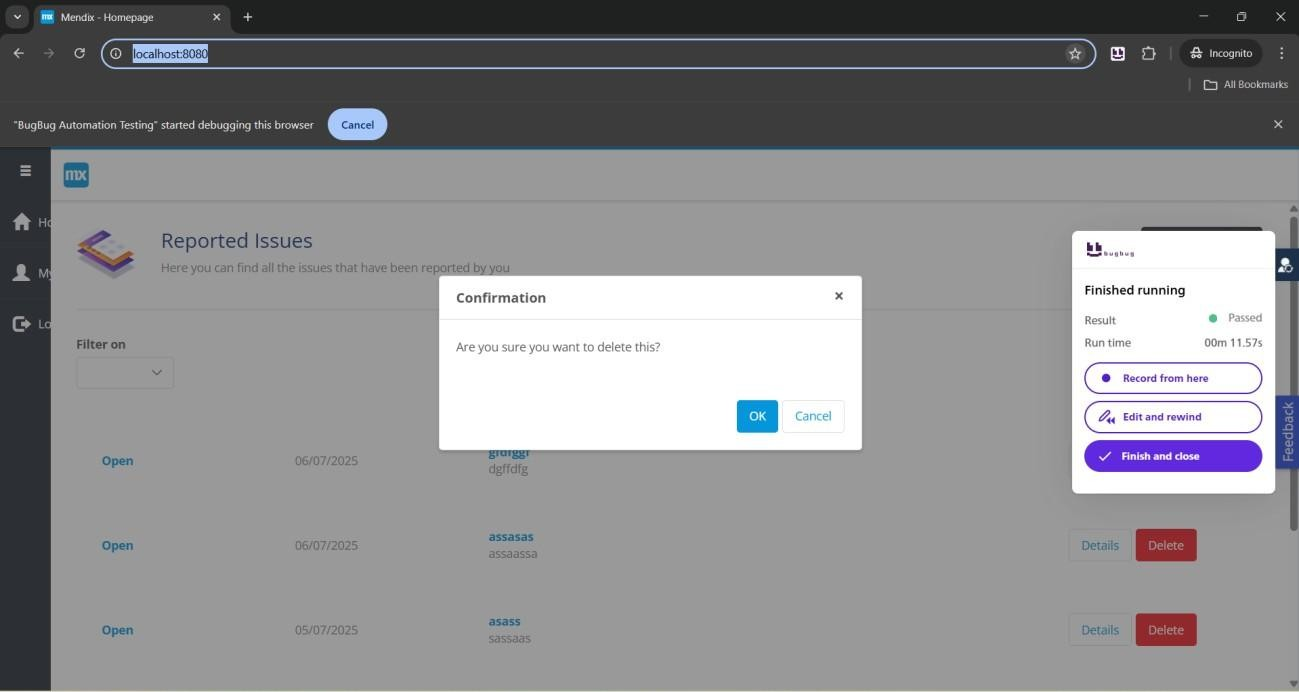 mx Mendix - Homepage
localhost:8080
Incognito
All Bookmarks
"BugBug Automation Testing" started debugging this browser Cancel
mx
Ho
My
Lo
Reported Issues
Here you can find all the issues that have been reported by you
Filter on
Confirmation
Are you sure you want to delete this?
OK Cancel
Open 06/07/2025 gfdfggf
dgffdfg
Open 06/07/2025 assasas
assaassa
Details Delete
Open 05/07/2025 asass
sassaas
Details Delete
bugbug
Finished running
Result Passed
Run time 00m 11.57s
Record from here
Edit and rewind
Finish and close
Feedback